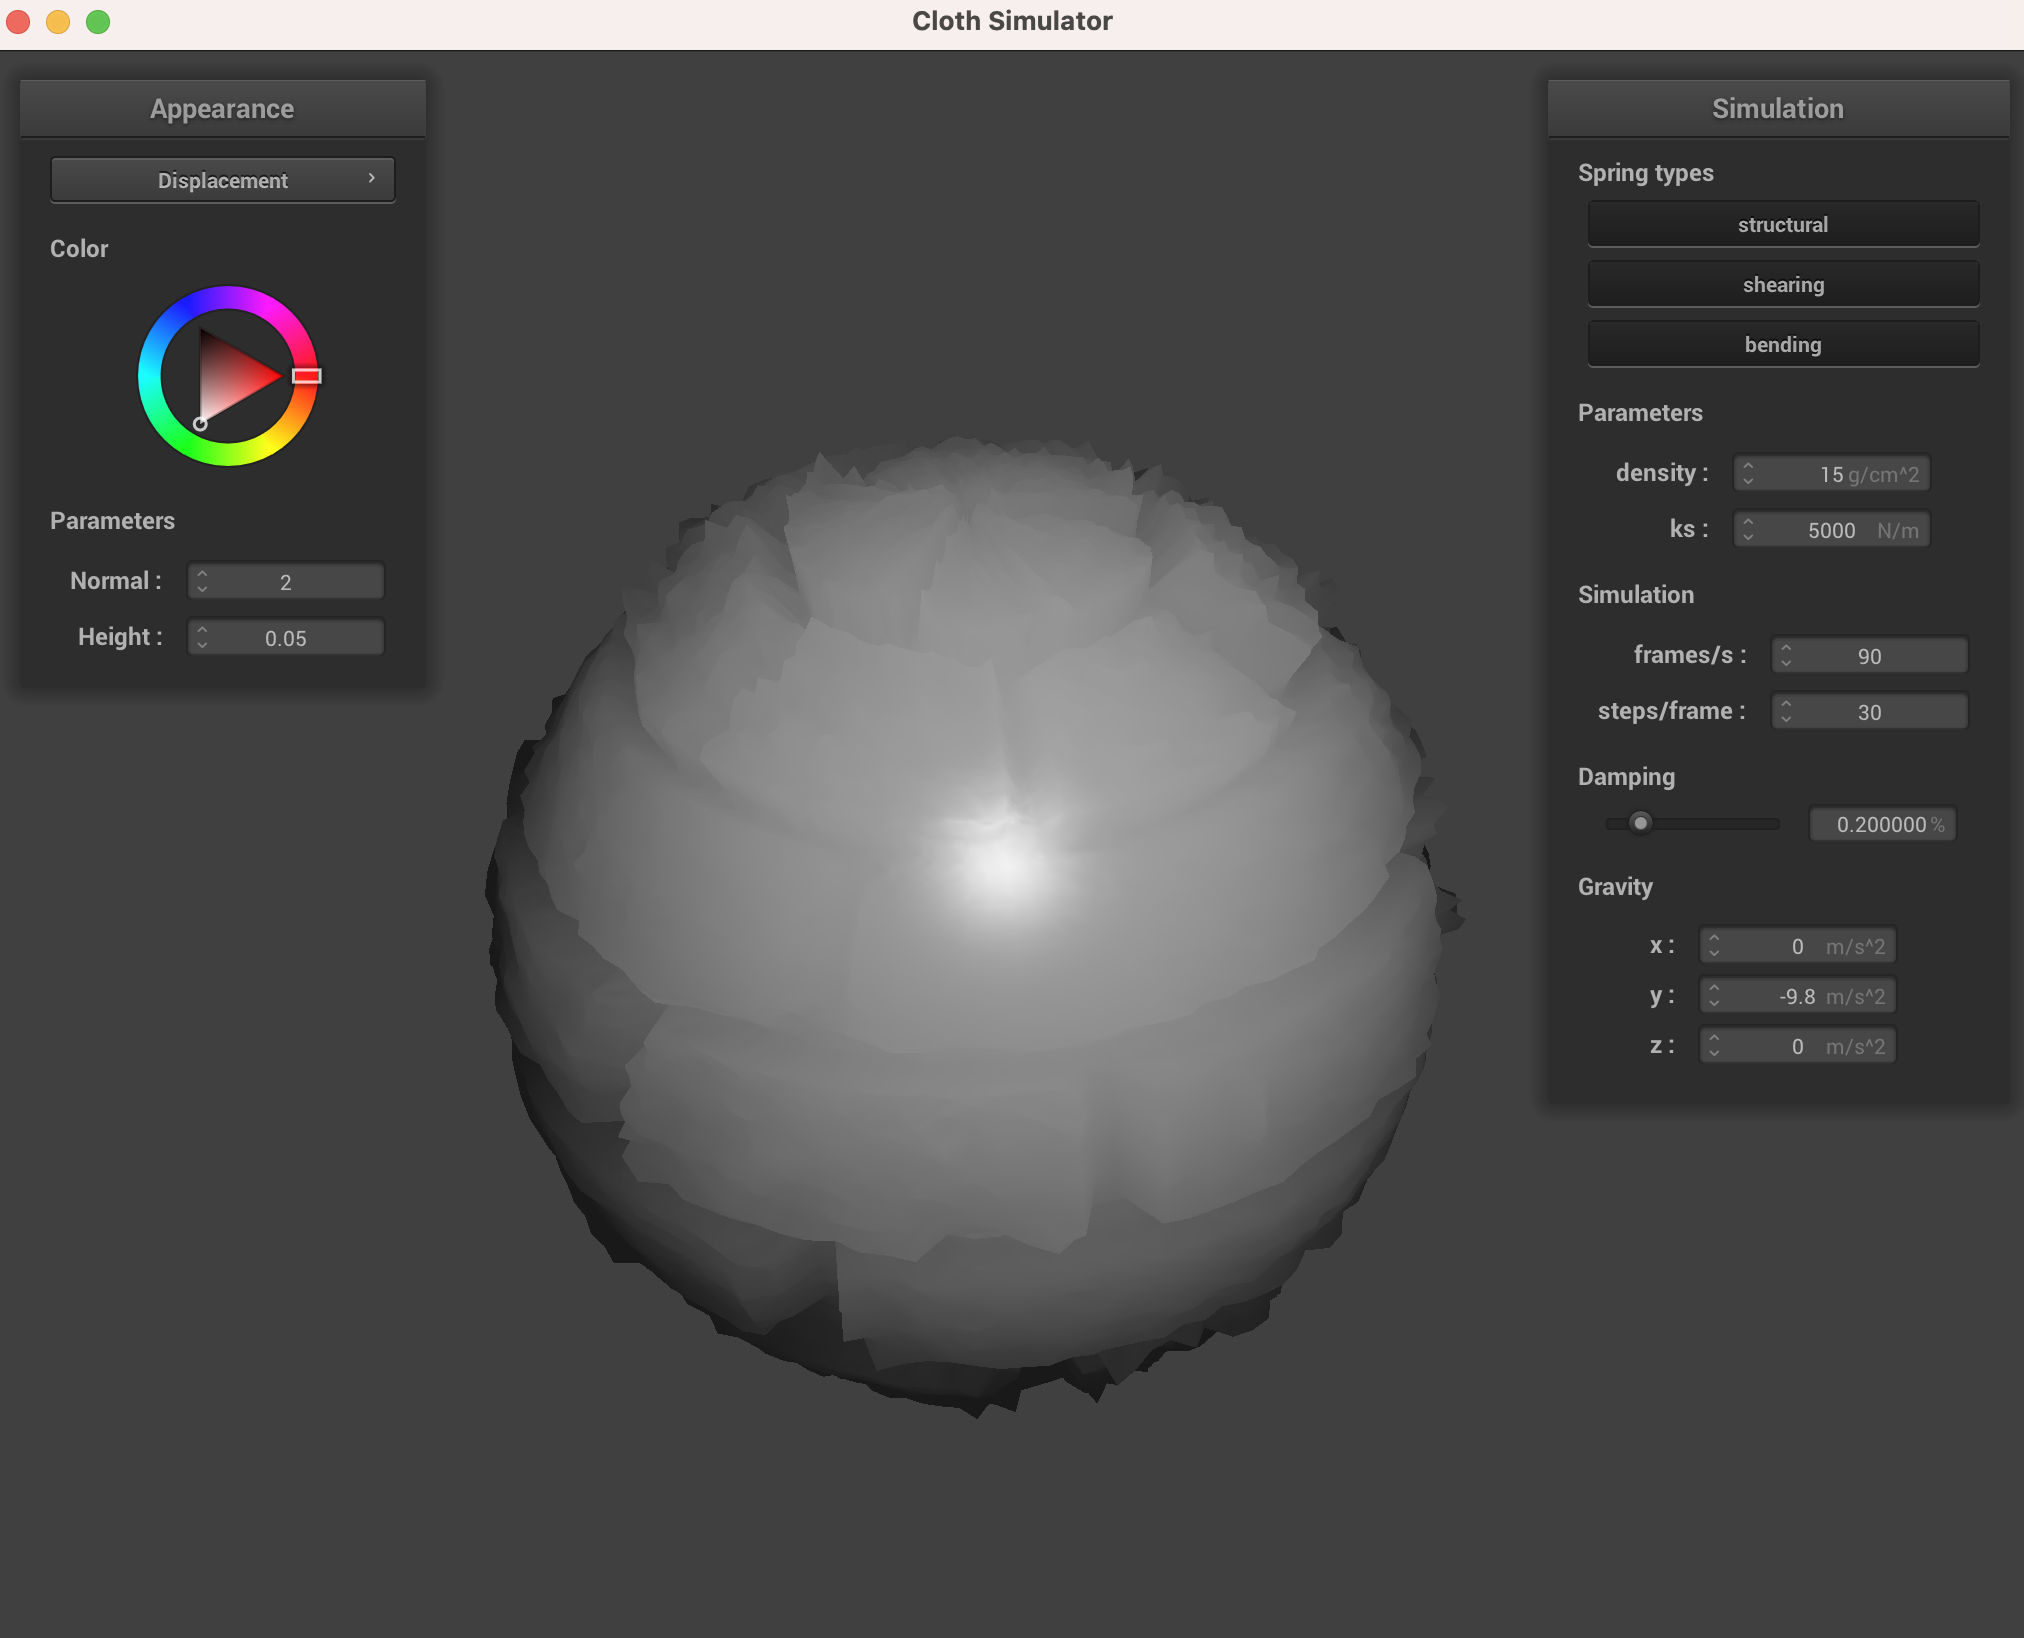 Cloth Simulator
Appearance
Displacement
Color
Parameters
Normal : 2
Height : 0.05
Simulation
Spring types
structural
shearing
bending
Parameters
density : 15 g/cm^2
ks : 5000 N/m
Simulation
frames/s : 90
steps/frame : 30
Damping
0.200000 %
Gravity
x : 0 m/s^2
y : -9.8 m/s^2
z : 0 m/s^2